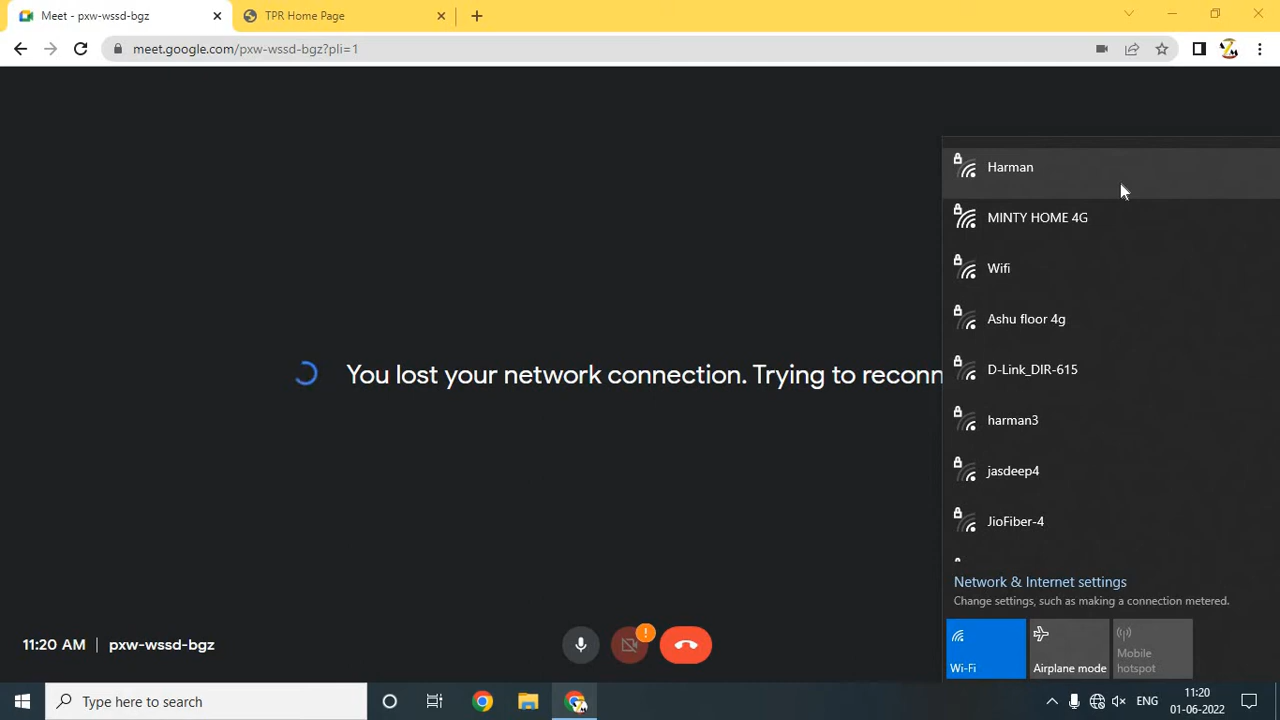 Meet - pxw-wssd-bgz
TPR Home Page
meet.google.com/pxw-wssd-bgz?pli=1
Harman
MINTY HOME 4G
Wifi
Ashu floor 4g
D-Link_DIR-615
You lost your network connection. Trying to reconn
harman3
jasdeep4
JioFiber-4
Network & Internet settings
Change settings, such as making a connection metered.
11:20 AM | pxw-wssd-bgz
Wi-Fi
Airplane mode
Mobile
hotspot
Type here to search
ENG
11:20
01-06-2022